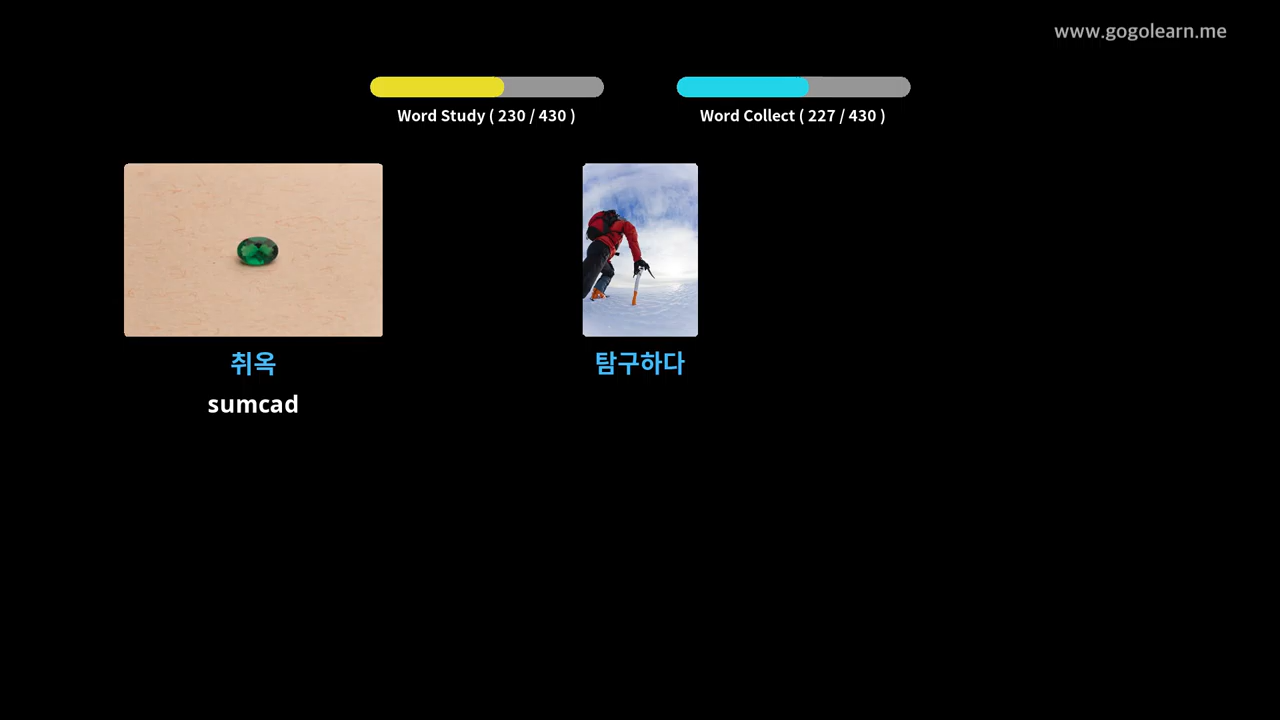 www.gogolearn.me
Word Study ( 230 / 430 )
Word Collect ( 227 / 430 )
취옥
탐구하다
sumcad